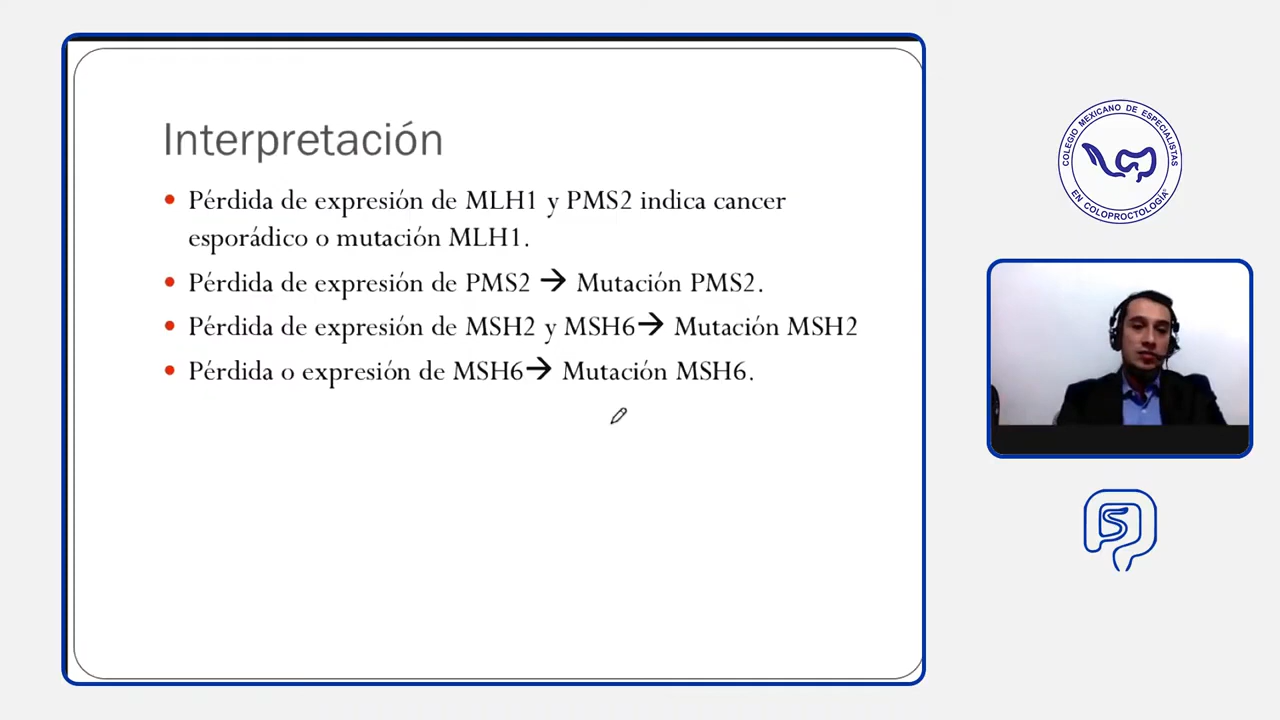 Interpretación
• Pérdida de expresión de MLH1 y PMS2 indica cancer
esporádico o mutación MLH1.
• Pérdida de expresión de PMS2 → Mutación PMS2.
• Pérdida de expresión de MSH2 y MSH6→ Mutación MSH2
• Pérdida o expresión de MSH6→ Mutación MSH6.
COLEGIO MEXICANO DE ESPECIALISTAS
EN COLOPROCTOLOGIA